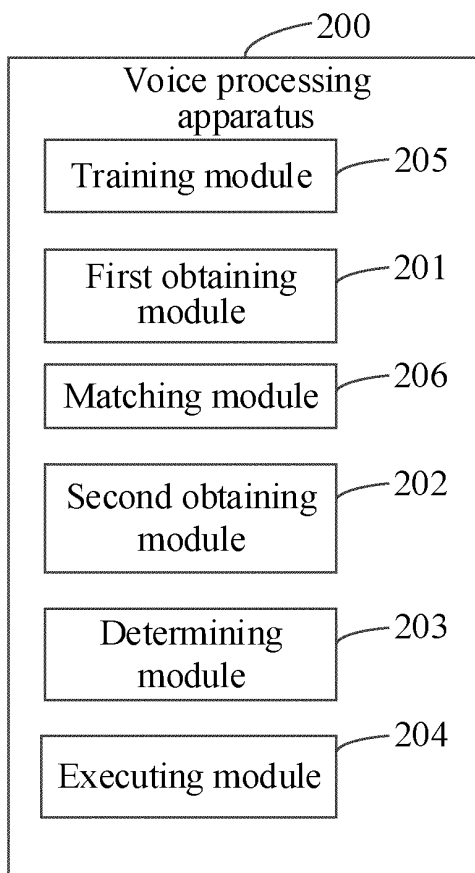 200
Voice processing
apparatus
Training module
205
First obtaining
module
201
Matching module
206
Second obtaining
module
202
Determining
module
203
Executing module
204